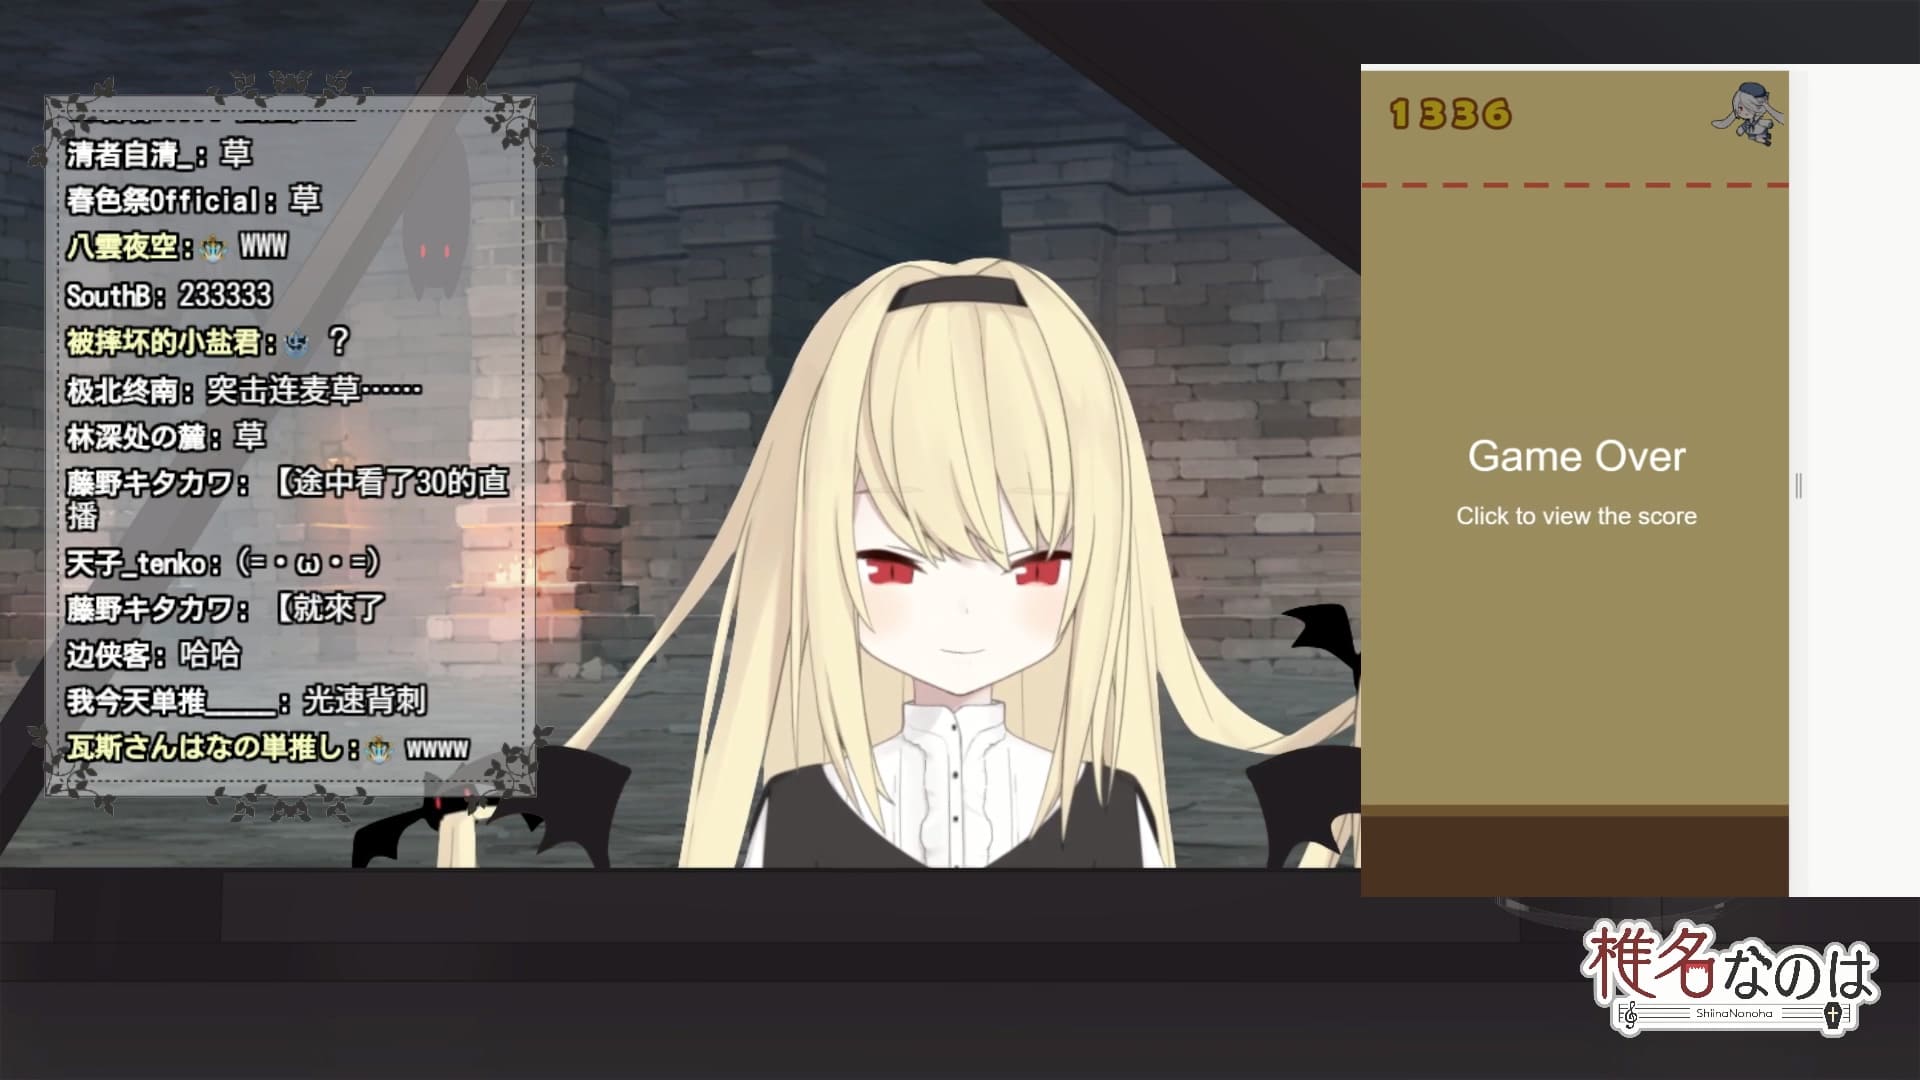 清者自清_: 草
春色祭Official: 草
八雲夜空: WWW
SouthB: 233333
被摔坏的小盐君: ?
极北终南: 突击连麦草……
林深处の麓: 草
藤野キタカワ: 【途中看了30的直
播
天子_tenko: (=・ω・=)
藤野キタカワ: 【就來了
边侠客: 哈哈
我今天单推_____: 光速背刺
瓦斯さんはなの単推し: wwww
1336
Game Over
Click to view the score
椎名なのは
ShiinaNonoha